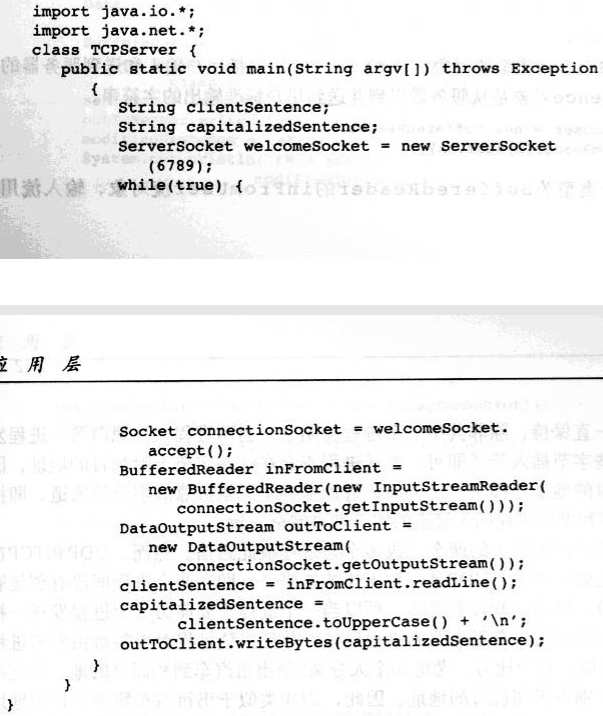 import java.io.*;
import java.net.*;
class TCPServer {
public static void main(String argv[]) throws Exception
{
String clientSentence;
String capitalizedSentence;
ServerSocket welcomeSocket = new ServerSocket
(6789);
while(true) {
应 用 层
Socket connectionSocket = welcomeSocket.
accept();
BufferedReader inFromClient =
new BufferedReader(new InputStreamReader(
connectionSocket.getInputStream()));
DataOutputStream outToClient =
new DataOutputStream(
connectionSocket.getOutputStream());
clientSentence = inFromClient.readLine();
capitalizedSentence =
clientSentence.toUpperCase() + '\n';
outToClient.writeBytes(capitalizedSentence);
}
}
}